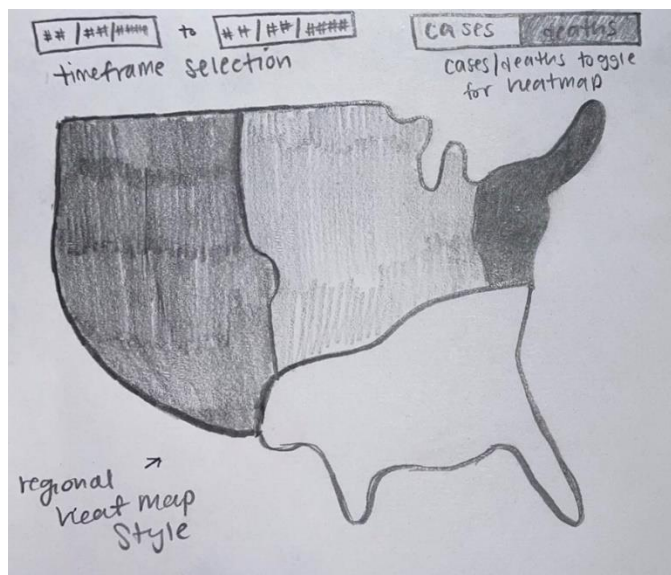 ##/##/#### to ##/##/####
timeframe selection
cases deaths
cases/deaths toggle
for heatmap
regional
heat map
style